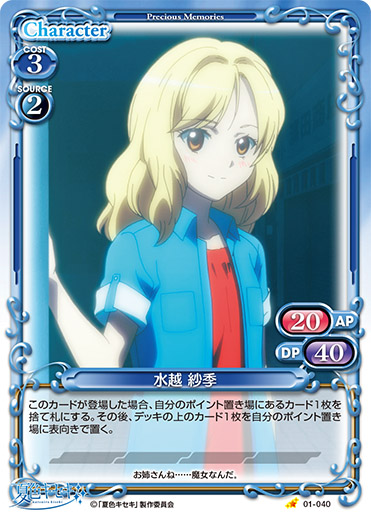 Precious Memories
Character
COST
3
SOURCE
2
20 AP
DP 40
水越 紗季
このカードが登場した場合、自分のポイント置き場にあるカード1枚を
捨て札にする。その後、デッキの上のカード1枚を自分のポイント置き
場に表向きで置く。
お姉さんね……魔女なんだ。
夏色キセキ
©「夏色キセキ」製作委員会
01-040